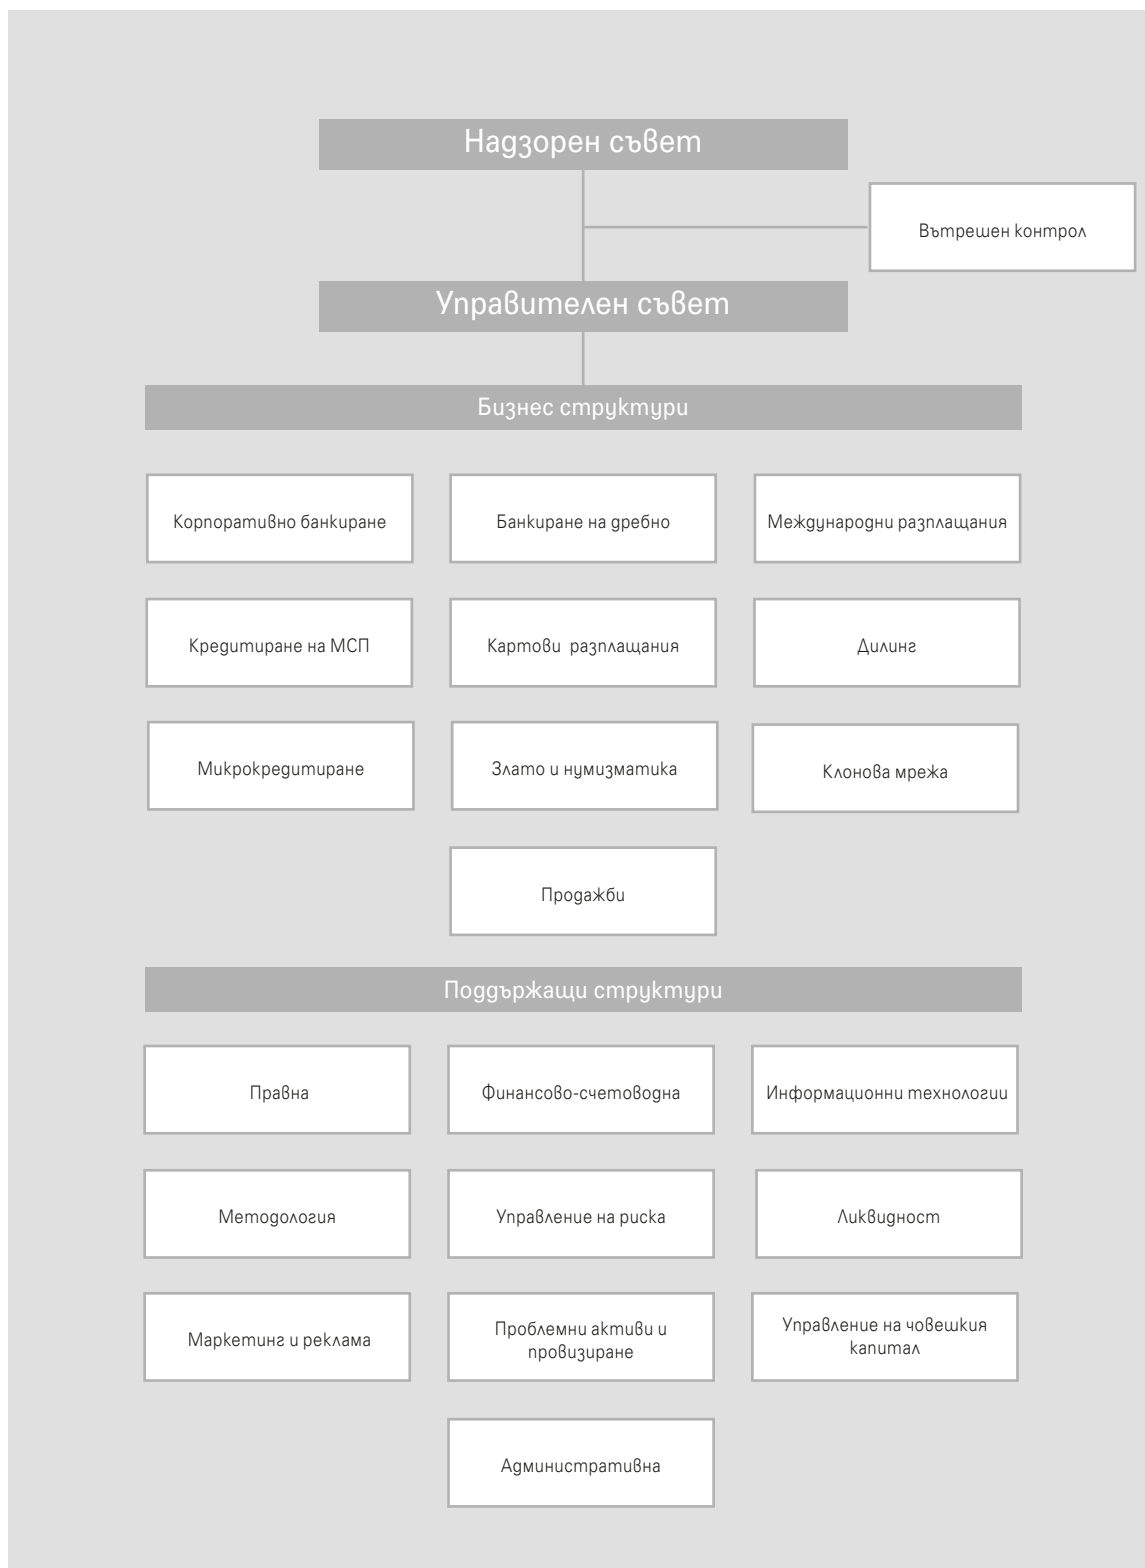 Надзорен съвет
Вътрешен контрол
Управителен съвет
Бизнес структури
Корпоративно банкиране
Банкиране на дребно
Международни разплащания
Кредитиране на МСП
Картови разплащания
Дилинг
Микрокредитиране
Злато и нумизматика
Клонова мрежа
Продажби
Поддържащи структури
Правна
Финансово-счетоводна
Информационни технологии
Методология
Управление на риска
Ликвидност
Маркетинг и реклама
Проблемни активи и
провизиране
Управление на човешкия
капитал
Административна